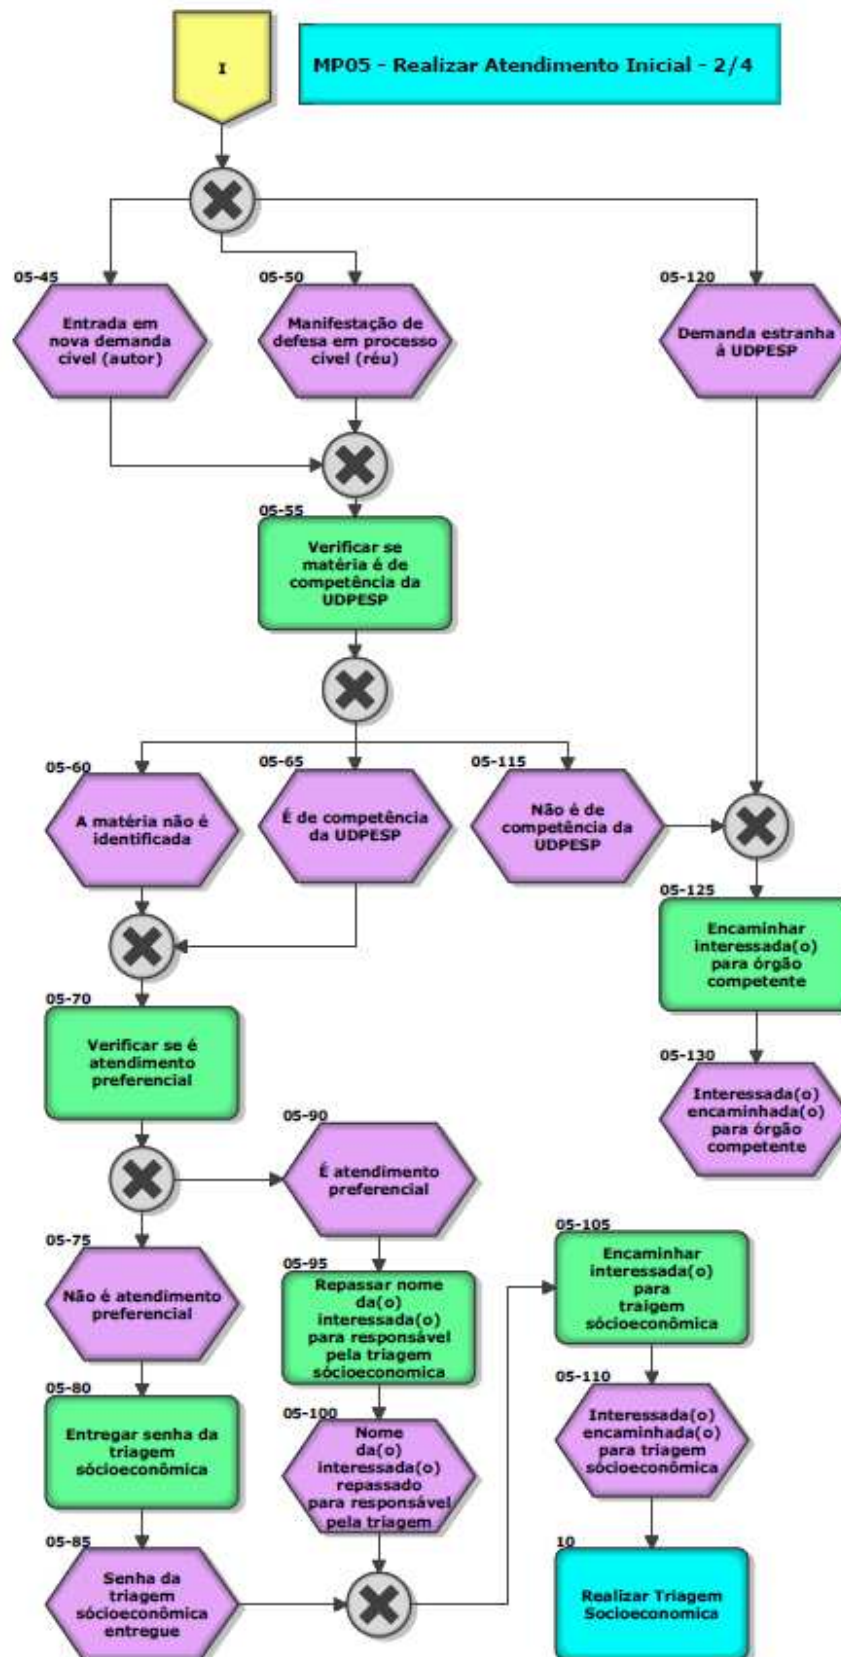 I
MP05 - Realizar Atendimento Inicial - 2/4
05-45
Entrada em
nova demanda
cível (autor)
05-50
Manifestação de
defesa em processo
cível (réu)
05-120
Demanda estranha
à UDPESP
05-55
Verificar se
matéria é de
competência da
UDPESP
05-60
A matéria não é
identificada
05-65
É de competência
da UDPESP
05-115
Não é de
competência da
UDPESP
05-125
Encaminhar
interessada(o)
para órgão
competente
05-70
Verificar se é
atendimento
preferencial
05-130
Interessada(o)
encaminhada(o)
para órgão
competente
05-90
É atendimento
preferencial
05-75
Não é atendimento
preferencial
05-95
Repassar nome
da(o)
interessada(o)
para responsável
pela triagem
sócioeconomica
05-105
Encaminhar
interessada(o)
para
traigem
sócioeconômica
05-80
Entregar senha da
triagem
sócioeconômica
05-100
Nome
da(o)
interessada(o)
repassado
para responsável
pela triagem
05-110
Interessada(o)
encaminhada(o)
para triagem
sócioeconômica
05-85
Senha da
triagem
sócioeconômica
entregue
10
Realizar Triagem
Socioeconomica